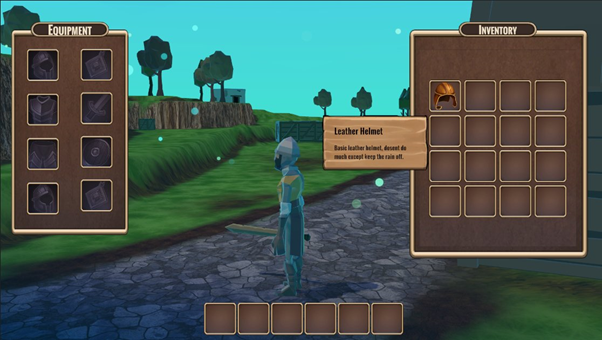 Equipment
Inventory
Leather Helmet
Basic leather helmet, doesnt do
much except keep the rain off.